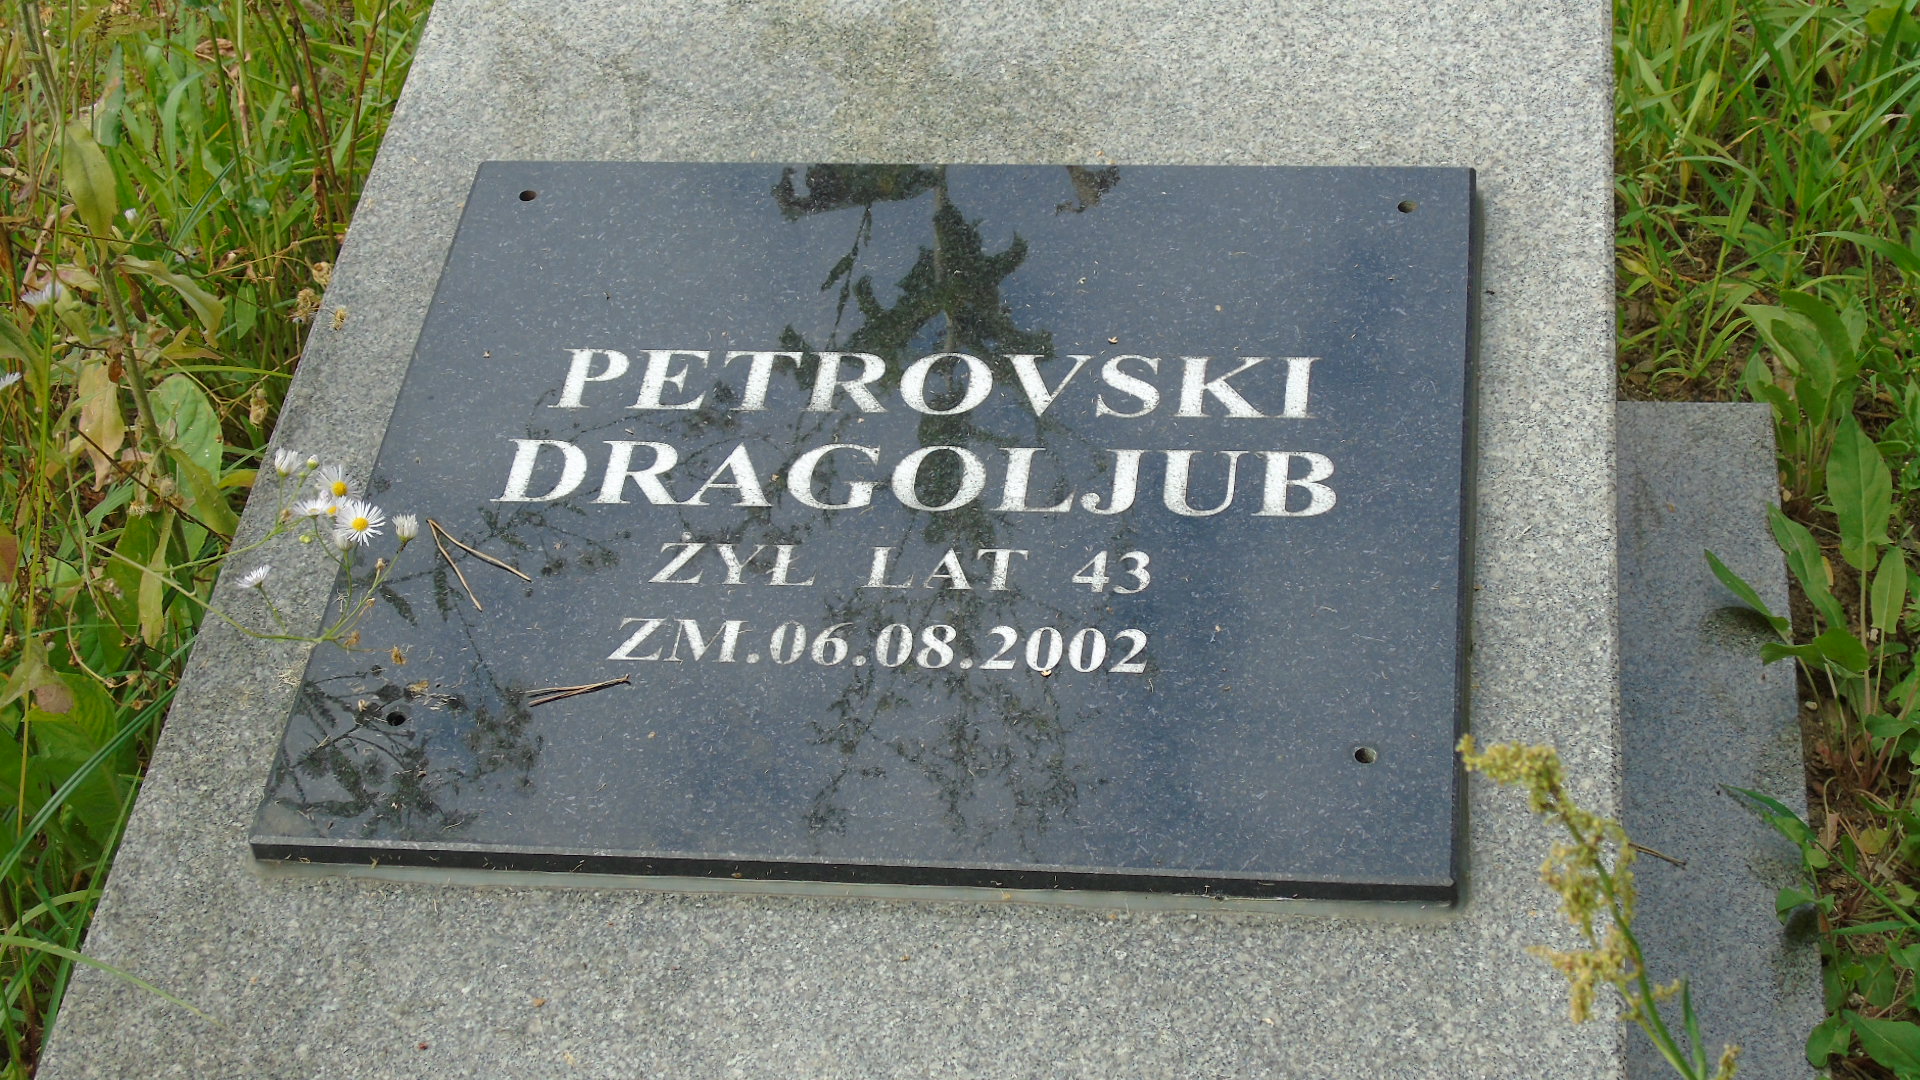 PETROVSKI
DRAGOLJUB
ŻYŁ LAT 43
ZM.06.08.2002